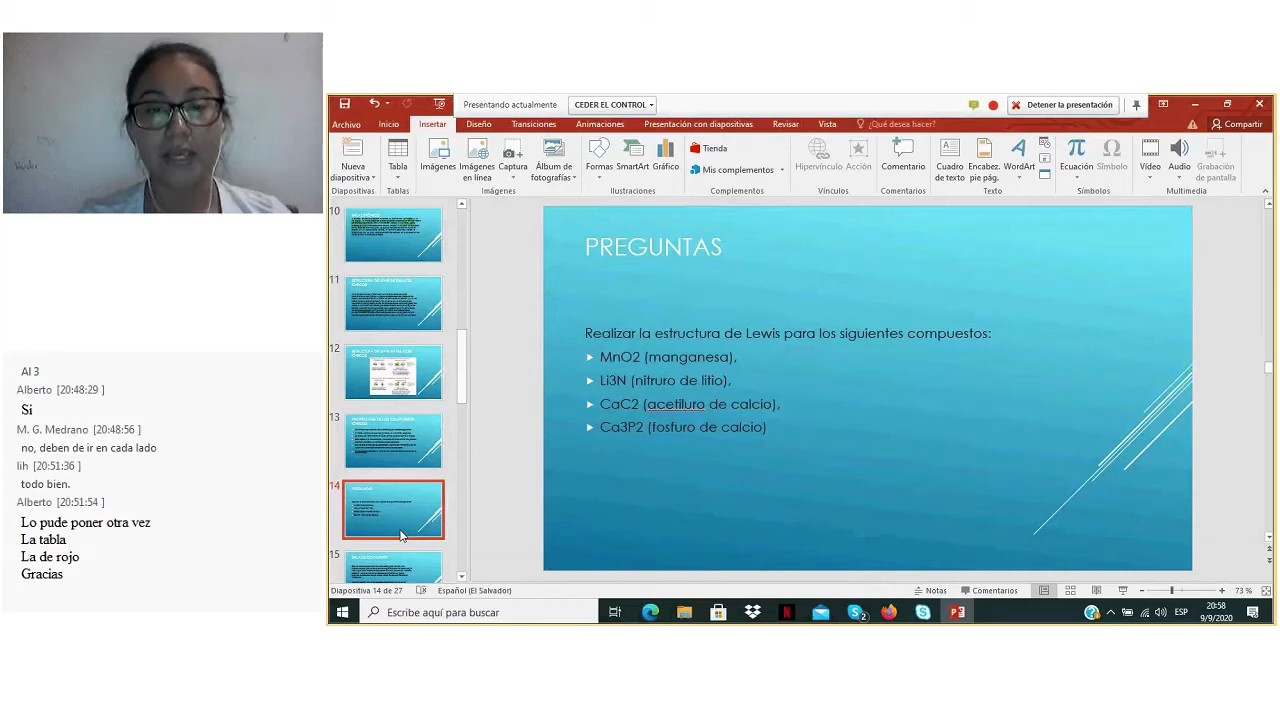 Presentando actualmente
CEDER EL CONTROL
Detener la presentación
Archivo
Inicio
Insertar
Diseño
Transiciones
Animaciones
Presentación con diapositivas
Revisar
Vista
¿Qué desea hacer?
Compartir
Nueva diapositiva
Tabla
Imágenes
Imágenes en línea
Captura
Álbum de fotografías
Formas
SmartArt
Gráfico
Tienda
Mis complementos
Hipervínculo
Acción
Comentario
Cuadro de texto
Encabez. pie pág.
WordArt
Ecuación
Símbolo
Vídeo
Audio
Grabación de pantalla
Diapositivas
Tablas
Imágenes
Ilustraciones
Complementos
Vínculos
Comentarios
Texto
Símbolos
Multimedia
10
11
12
13
14
15
PREGUNTAS
Realizar la estructura de Lewis para los siguientes compuestos:
MnO2 (manganesa),
Li3N (nitruro de litio),
CaC2 (acetiluro de calcio),
Ca3P2 (fosfuro de calcio)
Al 3
Alberto [20:48:29]
Si
M. G. Medrano [20:48:56]
no, deben de ir en cada lado
lih [20:51:36]
todo bien.
Alberto [20:51:54]
Lo pude poner otra vez
La tabla
La de rojo
Gracias
Diapositiva 14 de 27
Español (El Salvador)
Notas
Comentarios
73 %
Escribe aquí para buscar
ESP
20:58
9/9/2020